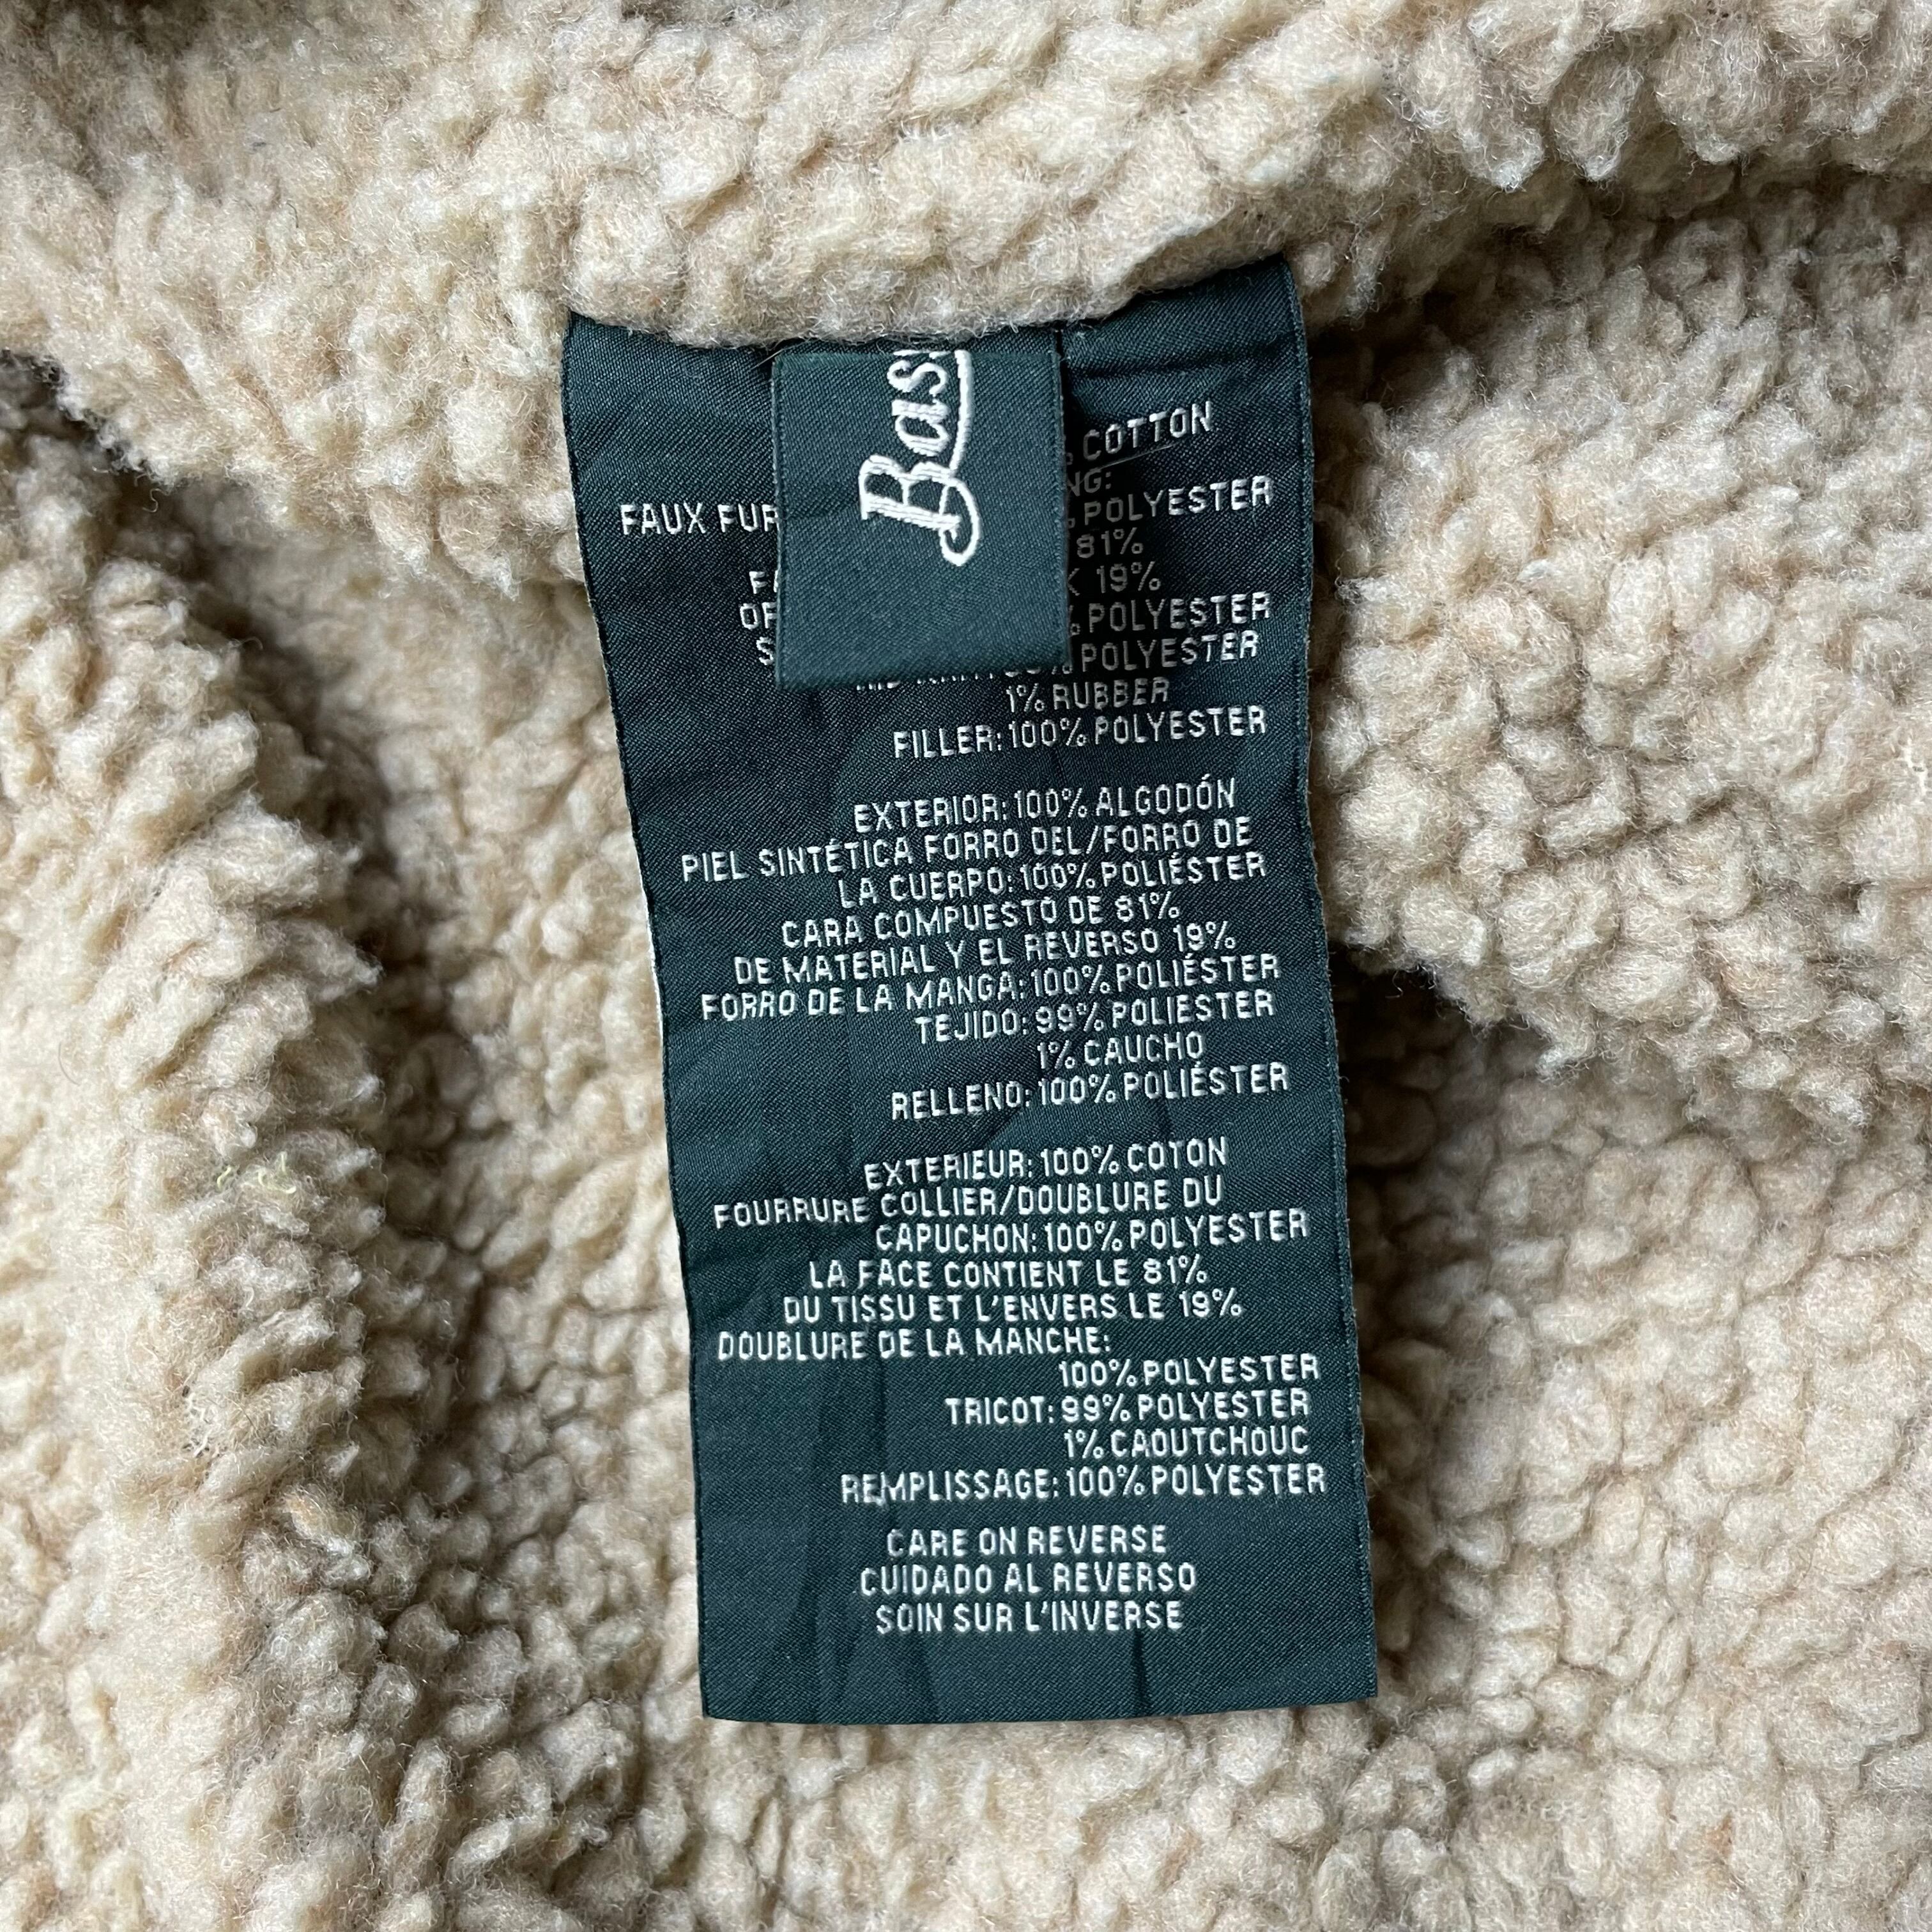 Bas
COTTON
FAUX FUR
POLYESTER
81%
19%
POLYESTER
POLYESTER
1% RUBBER
FILLER: 100% POLYESTER
EXTERIOR: 100% ALGODÓN
PIEL SINTÉTICA FORRO DEL/FORRO DE
LA CUERPO: 100% POLIÉSTER
CARA COMPUESTO DE 81%
DE MATERIAL Y EL REVERSO 19%
FORRO DE LA MANGA: 100% POLIÉSTER
TEJIDO: 99% POLIESTER
1% CAUCHO
RELLENO: 100% POLIÉSTER
EXTERIEUR: 100% COTON
FOURRURE COLLIER/DOUBLURE DU
CAPUCHON: 100% POLYESTER
LA FACE CONTIENT LE 81%
DU TISSU ET L'ENVERS LE 19%
DOUBLURE DE LA MANCHE:
100% POLYESTER
TRICOT: 99% POLYESTER
1% CAOUTCHOUC
REMPLISSAGE: 100% POLYESTER
CARE ON REVERSE
CUIDADO AL REVERSO
SOIN SUR L'INVERSE